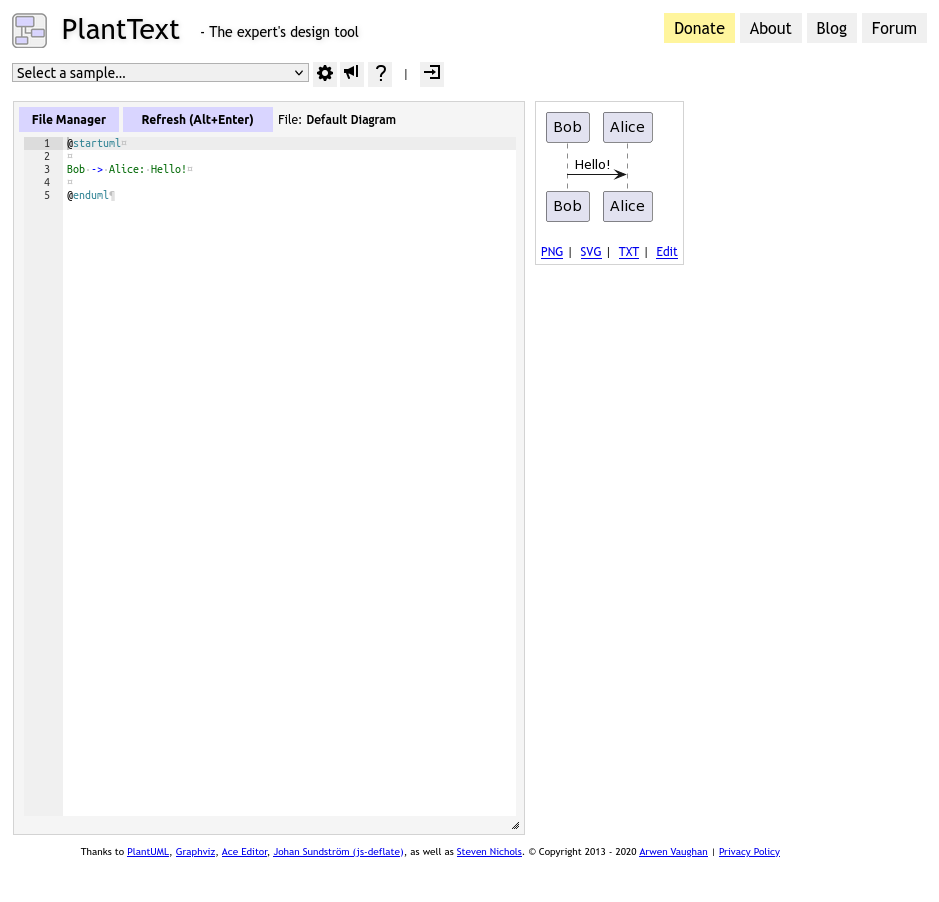 PlantText - The expert's design tool Donate About Blog Forum
Select a sample... ? |
File Manager Refresh (Alt+Enter) File: Default Diagram
1 @startuml¤
2 ¤
3 Bob·->·Alice:·Hello!¤
4 ¤
5 @enduml¶
Bob Alice
Hello!
Bob Alice
PNG | SVG | TXT | Edit
Thanks to PlantUML, Graphviz, Ace Editor, Johan Sundström (js-deflate), as well as Steven Nichols. © Copyright 2013 - 2020 Arwen Vaughan | Privacy Policy